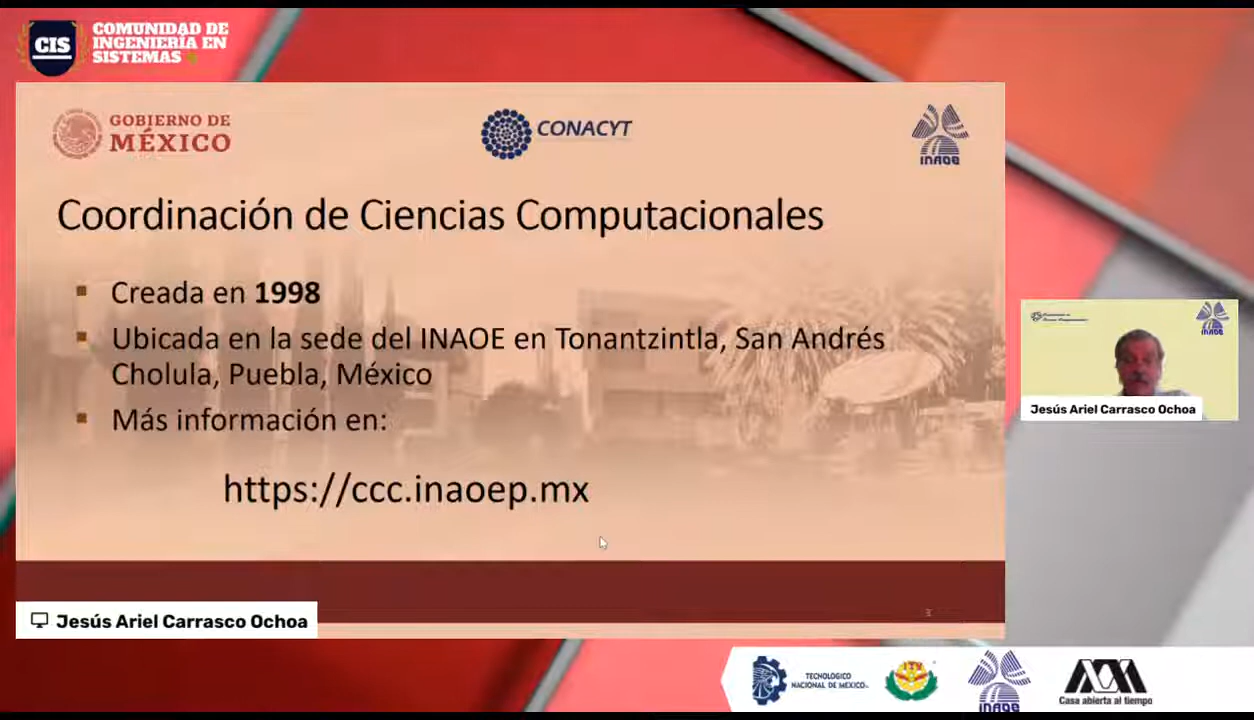 CIS
COMUNIDAD DE
INGENIERÍA EN
SISTEMAS
GOBIERNO DE
MÉXICO
CONACYT
INAOE
Coordinación de Ciencias Computacionales
Creada en 1998
Ubicada en la sede del INAOE en Tonantzintla, San Andrés
Cholula, Puebla, México
Más información en:
https://ccc.inaoep.mx
3
Jesús Ariel Carrasco Ochoa
INAOE
Jesús Ariel Carrasco Ochoa
TECNOLÓGICO
NACIONAL DE MÉXICO
INAOE
Casa abierta al tiempo